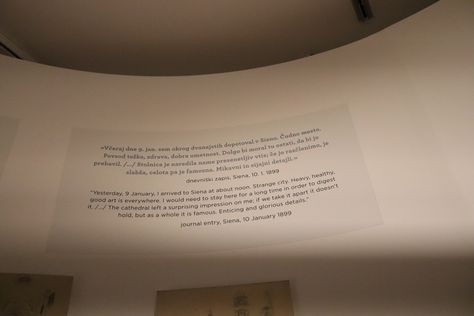 »Včeraj dne 9. jan. sem okrog dvanajstih dopotoval v Sieno. Čudno mesto.
Povsod težka, zdrava, dobra umetnost. Dolgo bi moral tu ostati, da bi jo
prebavil. /.../ Stolnica je naredila name presenetljiv vtis; če jo razčlenimo, je
slabša, celota pa je famozna. Mikavni in sijajni detajli.«
dnevniški zapis, Siena, 10. 1. 1899
"Yesterday, 9 January, I arrived to Siena at about noon. Strange city. Heavy, healthy,
good art is everywhere. I would need to stay here for a long time in order to digest
it. /.../ The cathedral left a surprising impression on me; if we take it apart it doesn't
hold, but as a whole it is famous. Enticing and glorious details."
journal entry, Siena, 10 January 1899